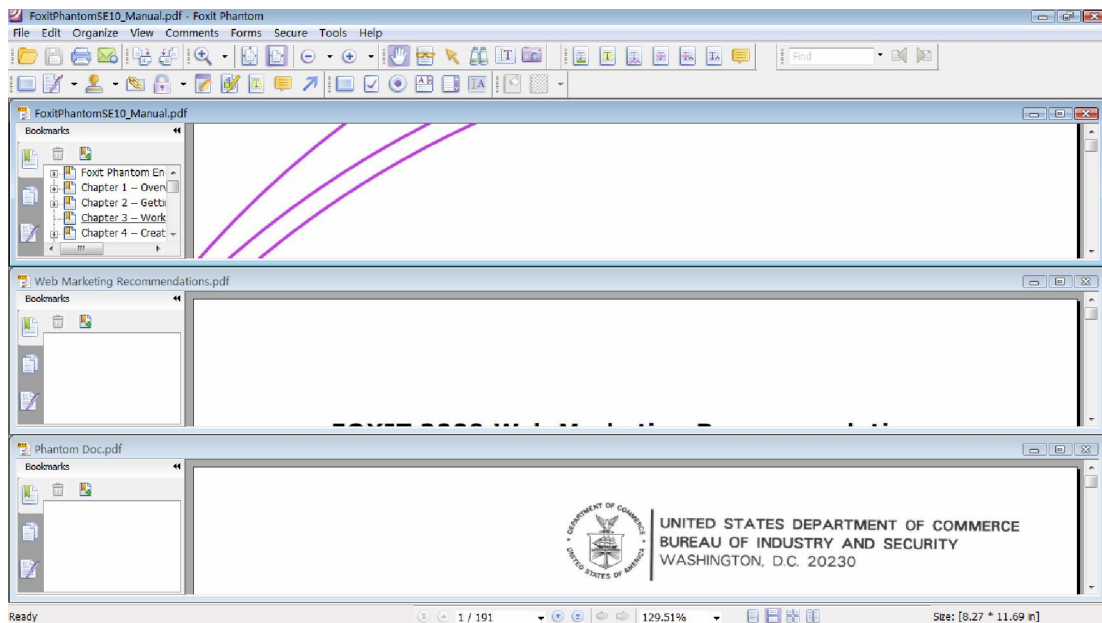 FoxitPhantomSE10_Manual.pdf - Foxit Phantom
File Edit Organize View Comments Forms Secure Tools Help
Find
FoxitPhantomSE10_Manual.pdf
Bookmarks
Foxit Phantom En
Chapter 1 – Overv
Chapter 2 – Getti
Chapter 3 – Work
Chapter 4 – Creat
Web Marketing Recommendations.pdf
Bookmarks
Phantom Doc.pdf
Bookmarks
DEPARTMENT OF COMMERCE
UNITED STATES OF AMERICA
UNITED STATES DEPARTMENT OF COMMERCE
BUREAU OF INDUSTRY AND SECURITY
WASHINGTON, D.C. 20230
Ready
1 / 191
129.51%
Size: [8.27 * 11.69 in]